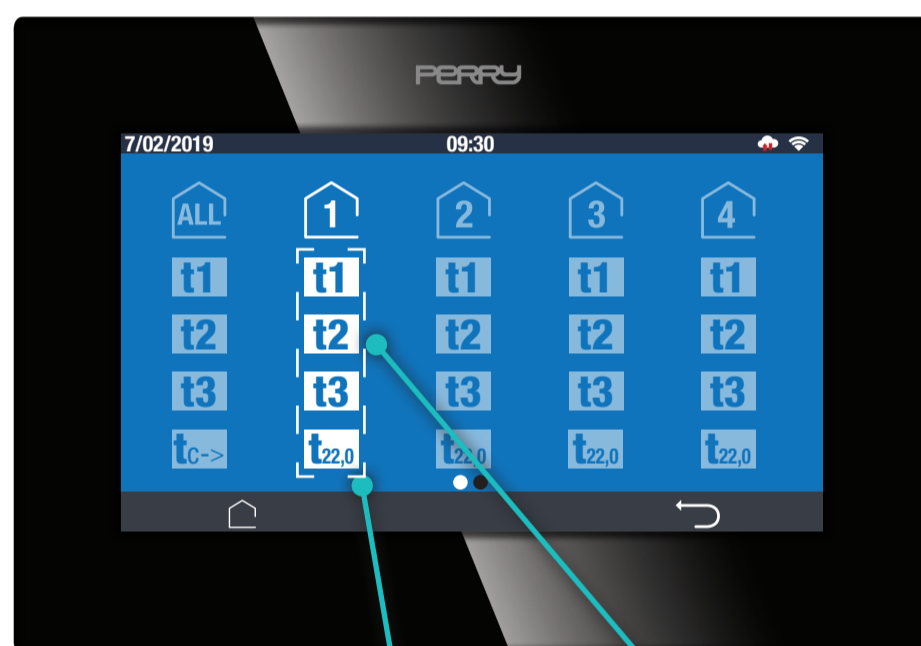 PERRY
7/02/2019 09:30
ALL 1 2 3 4
t1 t1 t1 t1 t1
t2 t2 t2 t2 t2
t3 t3 t3 t3 t3
tC-> t22,0 t22,0 t22,0 t22,0